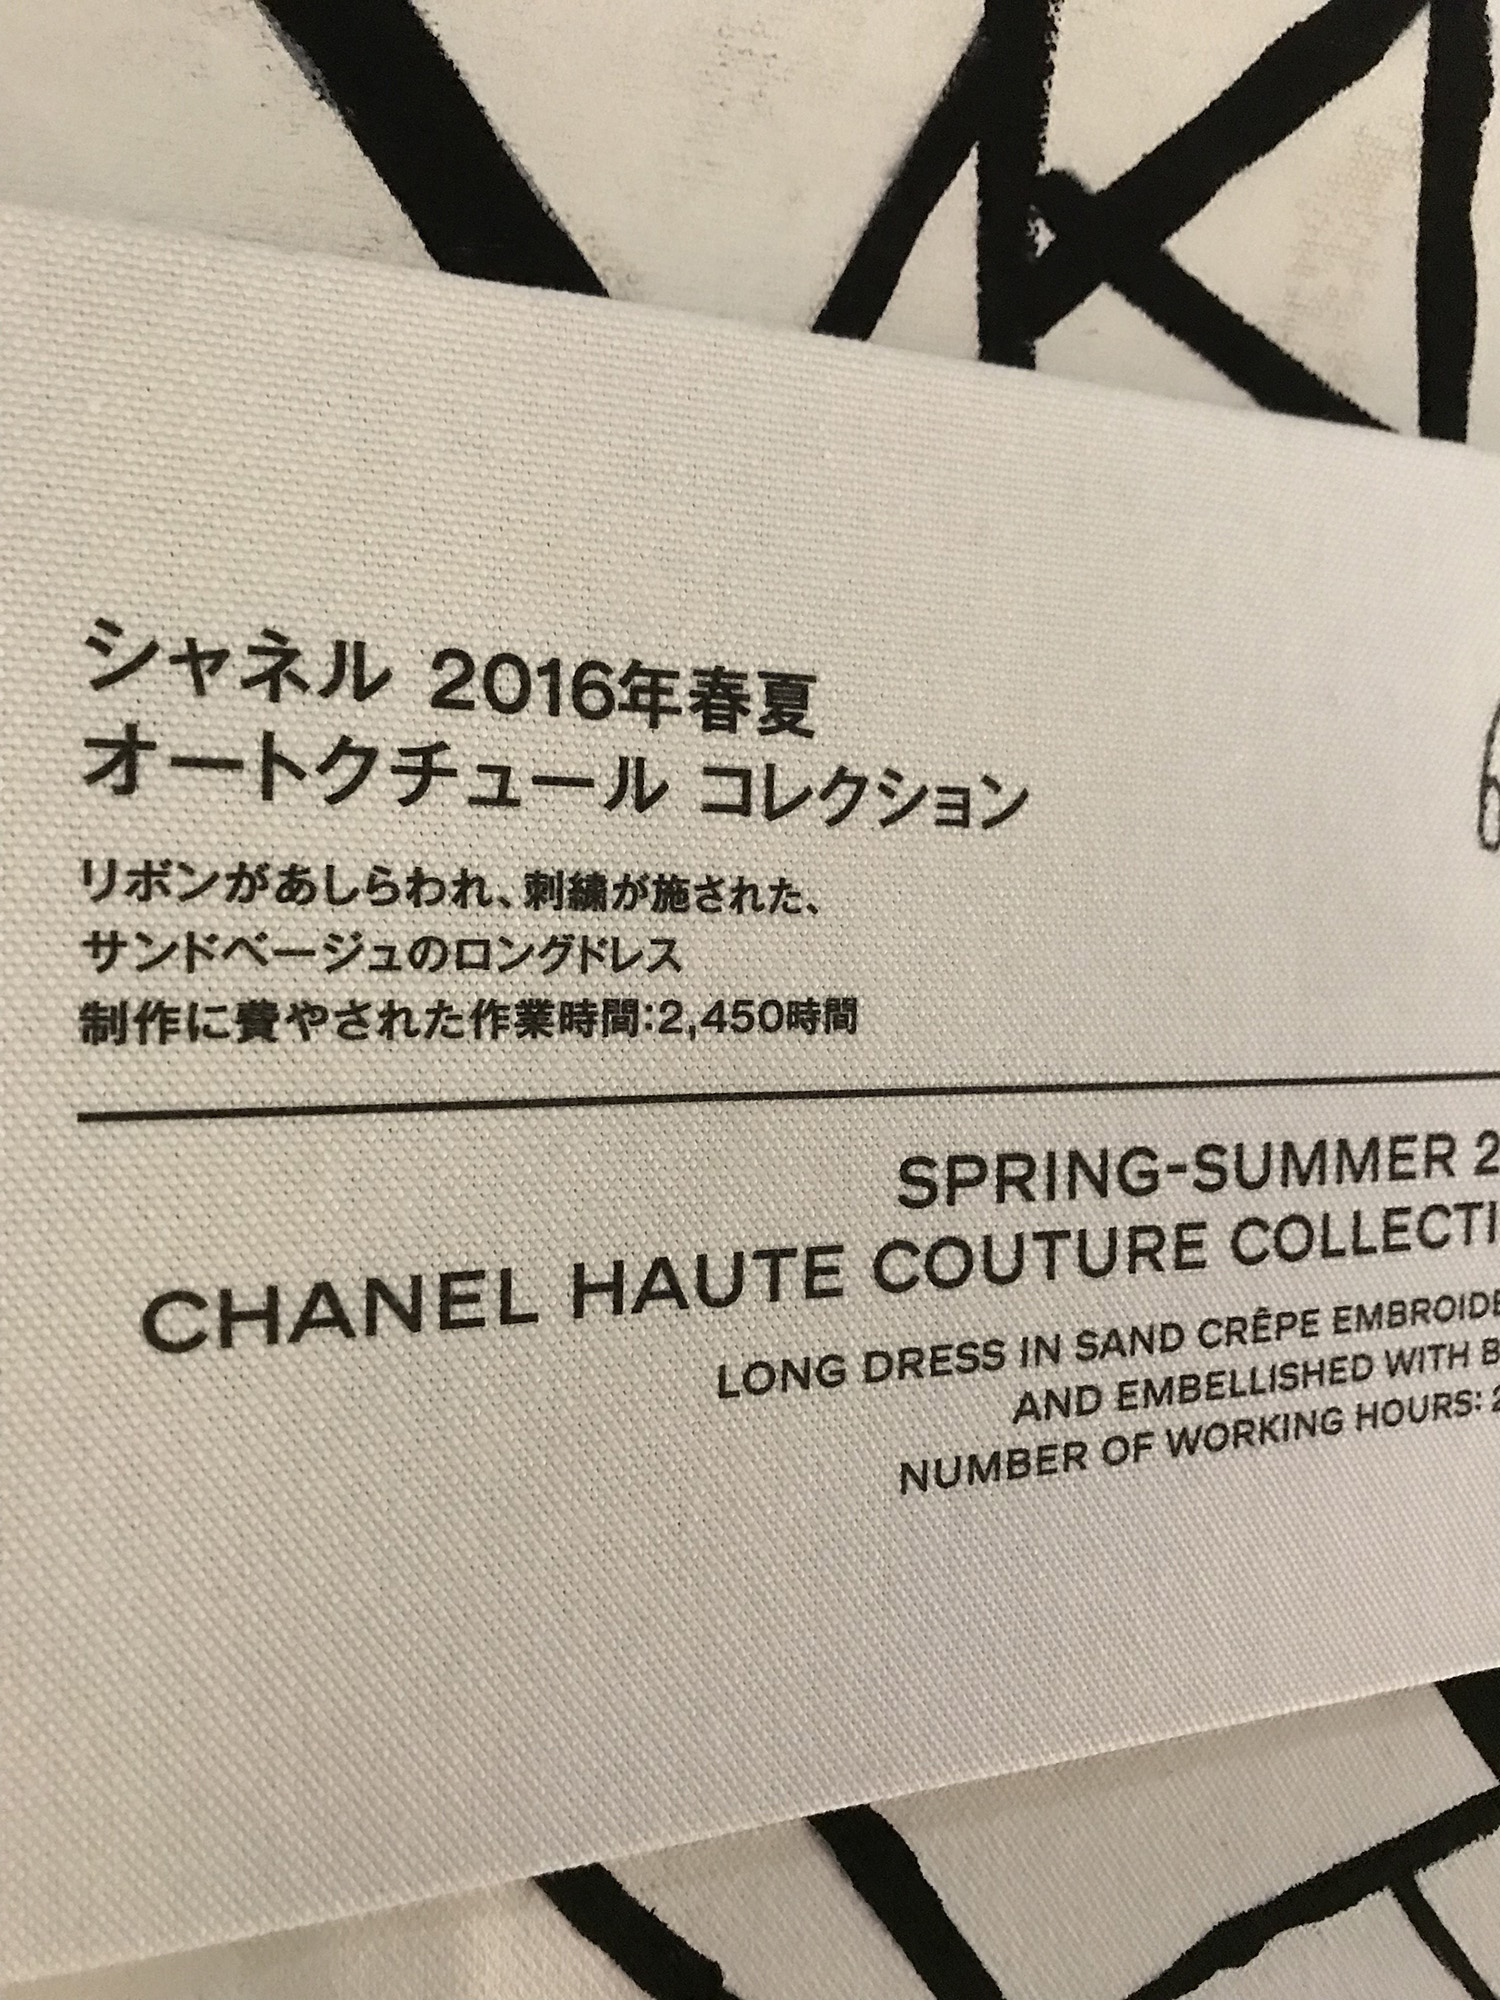 シャネル 2016年春夏
オートクチュール コレクション
リボンがあしらわれ、刺繍が施された、
サンドベージュのロングドレス
制作に費やされた作業時間:2,450時間
SPRING-SUMMER
CHANEL HAUTE COUTURE
LONG DRESS IN SAND CRÊPE
AND EMBELLISHED WITH
NUMBER OF WORKING HOURS: